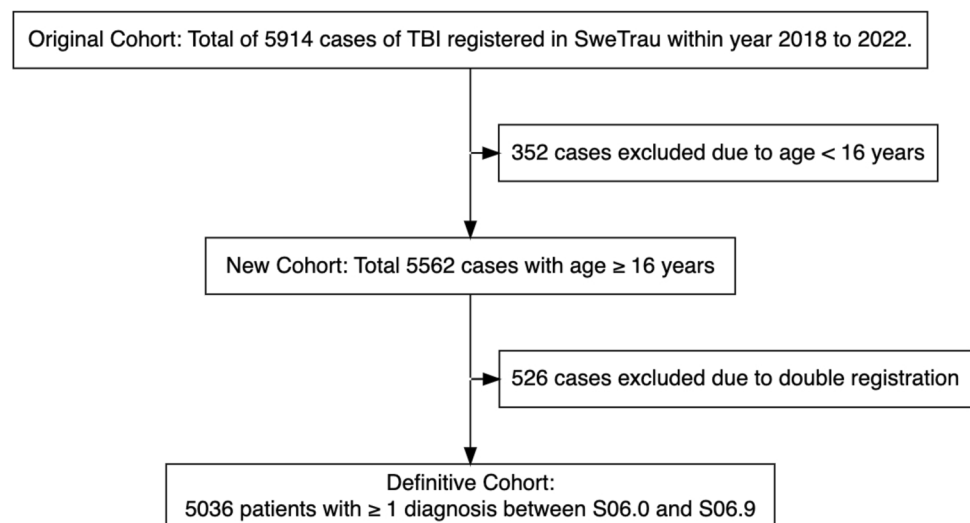 Original Cohort: Total of 5914 cases of TBI registered in SweTrau within year 2018 to 2022.
352 cases excluded due to age < 16 years
New Cohort: Total 5562 cases with age ≥ 16 years
526 cases excluded due to double registration
Definitive Cohort:
5036 patients with ≥ 1 diagnosis between S06.0 and S06.9